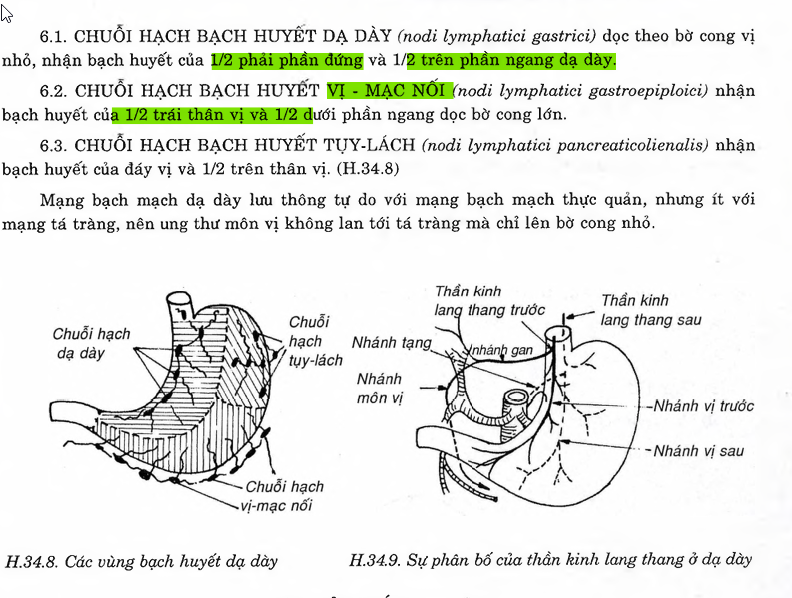 6.1. CHUỖI HẠCH BẠCH HUYẾT DẠ DÀY (nodi lymphatici gastrici) dọc theo bờ cong vị
nhỏ, nhận bạch huyết của 1/2 phải phần đứng và 1/2 trên phần ngang dạ dày.
6.2. CHUỖI HẠCH BẠCH HUYẾT VỊ - MẠC NỐI (nodi lymphatici gastroepiploici) nhận
bạch huyết của 1/2 trái thân vị và 1/2 dưới phần ngang dọc bờ cong lớn.
6.3. CHUỖI HẠCH BẠCH HUYẾT TỤY-LÁCH (nodi lymphatici pancreaticolienalis) nhận
bạch huyết của đáy vị và 1/2 trên thân vị. (H.34.8)
Mạng bạch mạch dạ dày lưu thông tự do với mạng bạch mạch thực quản, nhưng ít với
mạng tá tràng, nên ung thư môn vị không lan tới tá tràng mà chỉ lên bờ cong nhỏ.
Chuỗi hạch
dạ dày
Chuỗi
hạch
tụy-lách
Chuỗi hạch
vị-mạc nối
Thần kinh
lang thang trước
Thần kinh
lang thang sau
Nhánh tạng
nhánh gan
Nhánh
môn vị
Nhánh vị trước
Nhánh vị sau
H.34.8. Các vùng bạch huyết dạ dày
H.34.9. Sự phân bố của thần kinh lang thang ở dạ dày